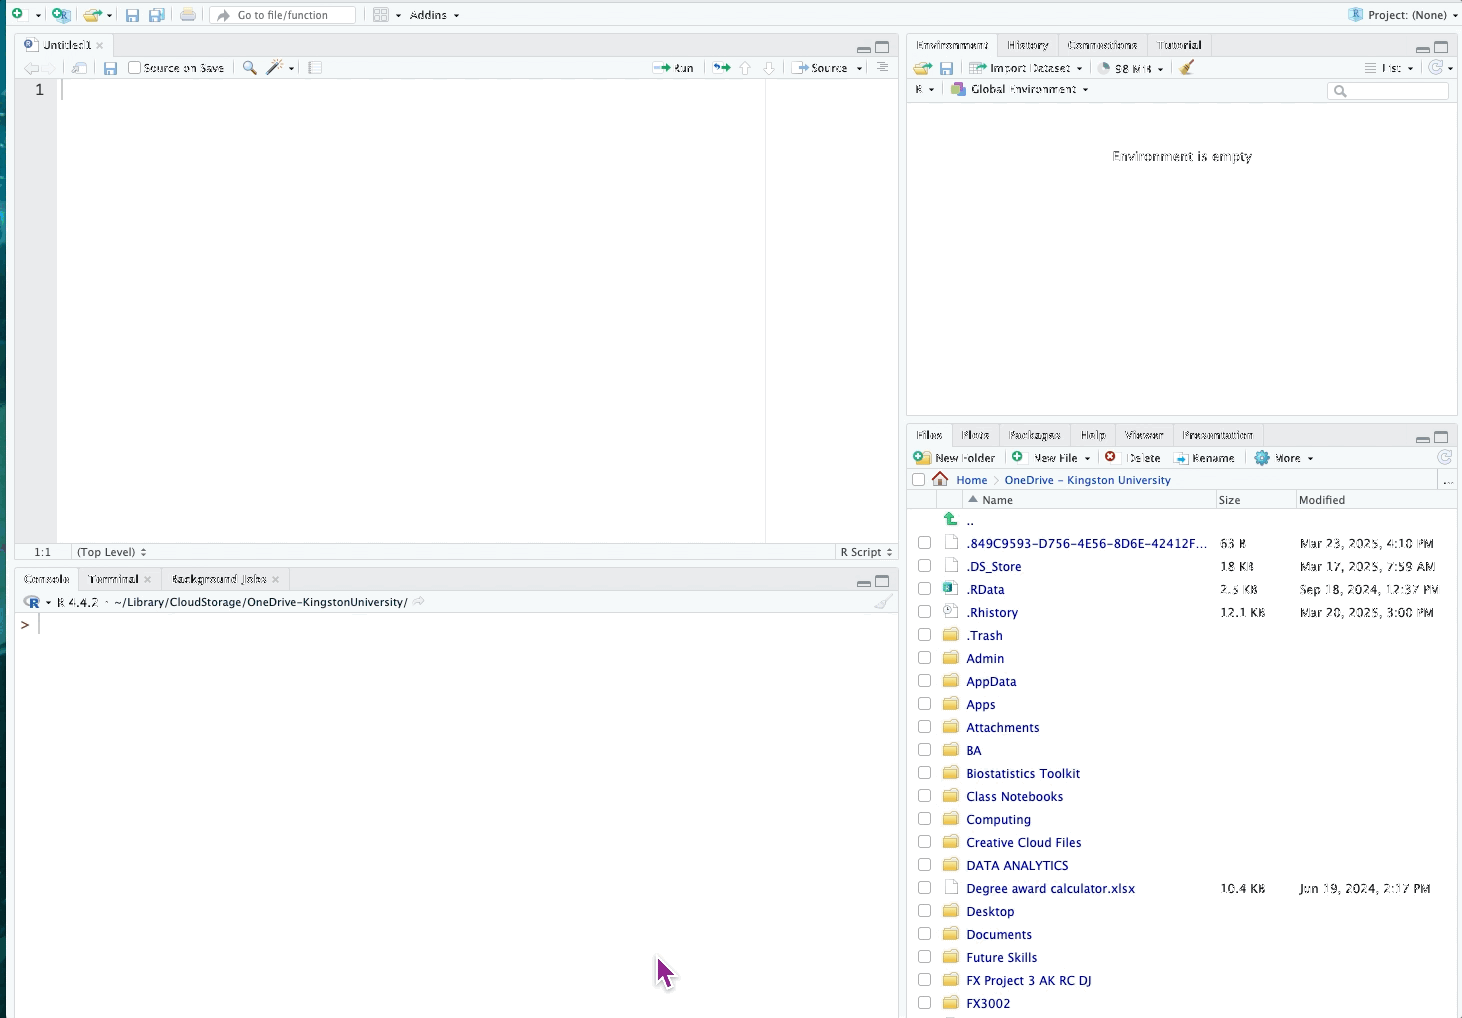 Go to file/function Addins Project: (None)
Untitled1
Source on Save Run Source
1
1:1 (Top Level) R Script
Console Terminal Background Jobs
R 4.4.2 · ~/Library/CloudStorage/OneDrive-KingstonUniversity/
>
Environment History Connections Tutorial
Import Dataset 98 MiB List
R Global Environment
Environment is empty
Files Plots Packages Help Viewer Presentation
New Folder New File Delete Rename More
Home OneDrive - Kingston University ...
Name Size Modified
..
.849C9593-D756-4E56-8D6E-42412F... 63 B Mar 23, 2025, 4:10 PM
.DS_Store 18 KB Mar 17, 2025, 7:59 AM
.RData 2.5 KB Sep 18, 2024, 12:37 PM
.Rhistory 12.1 KB Mar 20, 2025, 3:00 PM
.Trash
Admin
AppData
Apps
Attachments
BA
Biostatistics Toolkit
Class Notebooks
Computing
Creative Cloud Files
DATA ANALYTICS
Degree award calculator.xlsx 10.4 KB Jun 19, 2024, 2:17 PM
Desktop
Documents
Future Skills
FX Project 3 AK RC DJ
FX3002